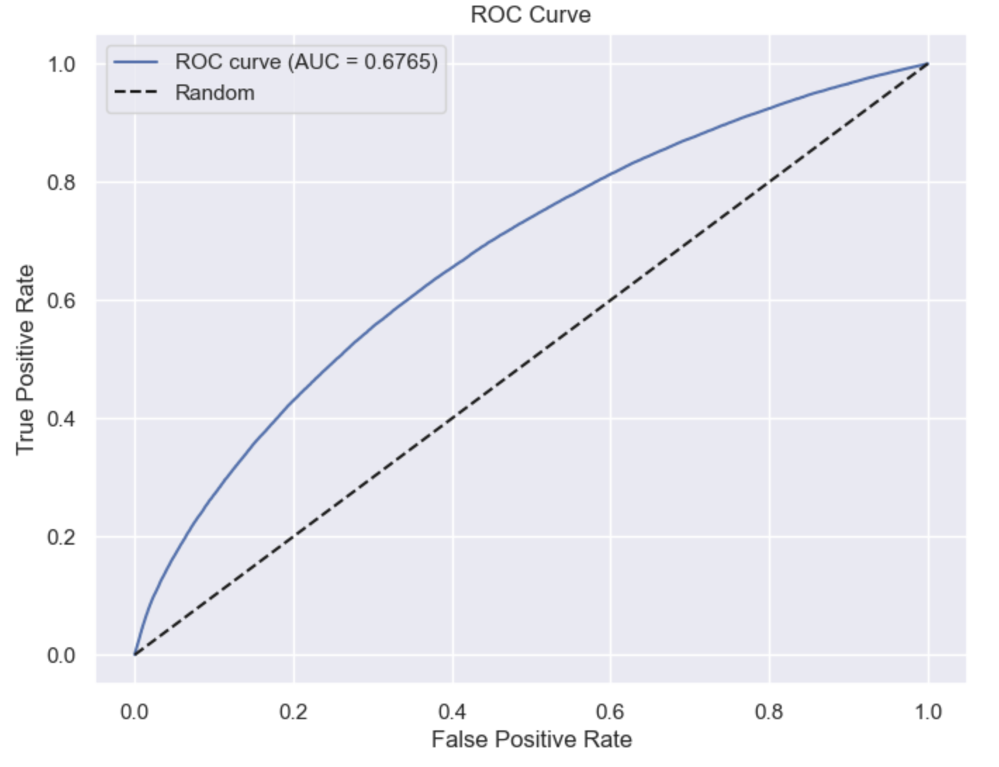 ROC Curve
ROC curve (AUC = 0.6765)
Random
1.0
0.8
0.6
0.4
0.2
0.0
True Positive Rate
0.0 0.2 0.4 0.6 0.8 1.0
False Positive Rate